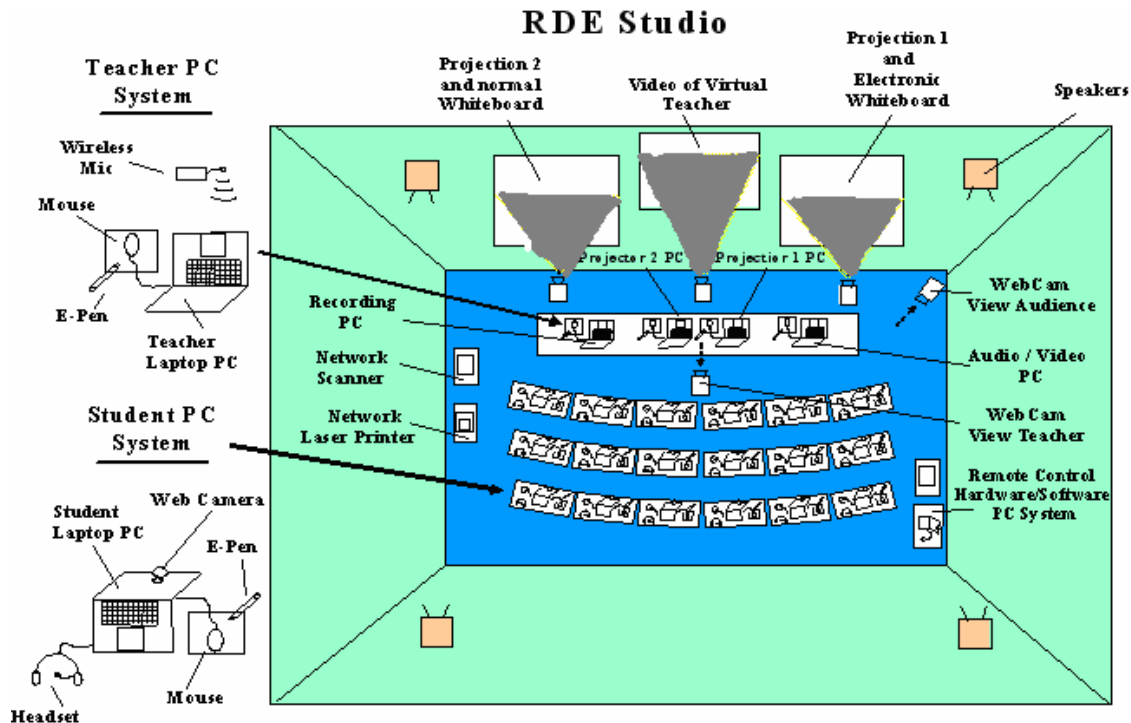 RDE Studio
Teacher PC
System
Wireless
Mic
Mouse
E-Pen
Teacher
Laptop PC
Student PC
System
Web Camera
Student
Laptop PC
E-Pen
Mouse
Headset
Projection 2
and normal
Whiteboard
Video of Virtual
Teacher
Projection 1
and
Electronic
Whiteboard
Speakers
Projector 2 PC
Projection 1 PC
Recording
PC
Network
Scanner
Network
Laser Printer
WebCam
View Audience
Audio / Video
PC
WebCam
View Teacher
Remote Control
Hardware/Software
PC System